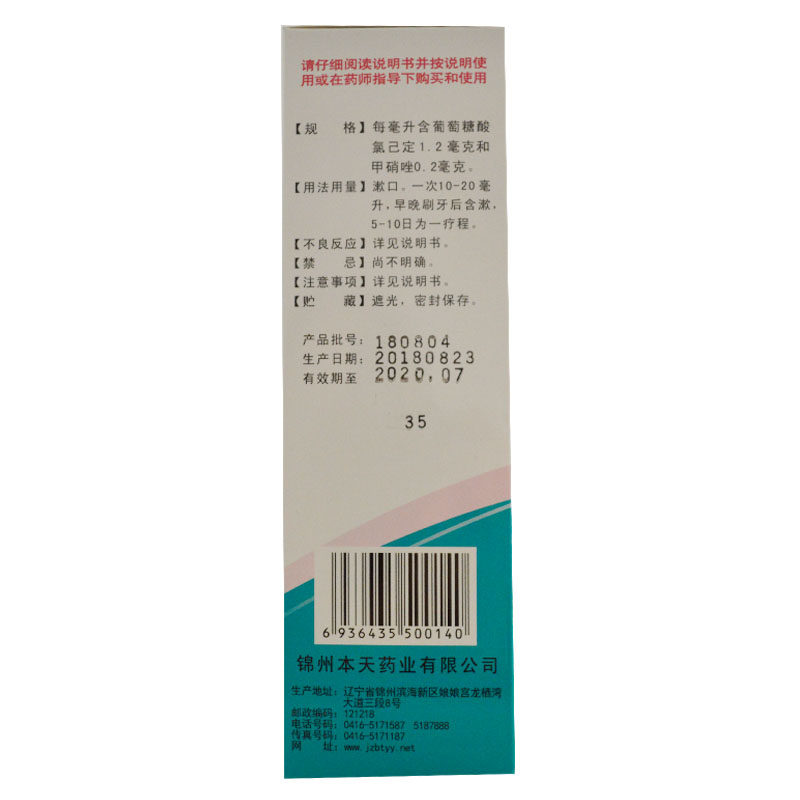 请仔细阅读说明书并按说明使
用或在药师指导下购买和使用
【规 格】每毫升含葡萄糖酸
氯己定1.2毫克和
甲硝唑0.2毫克。
【用法用量】漱口。一次10-20毫
升,早晚刷牙后含漱,
5-10日为一疗程。
【不良反应】详见说明书。
【禁 忌】尚不明确。
【注意事项】详见说明书。
【贮 藏】遮光,密封保存。
产品批号:180804
生产日期:20180823
有效期至 2020.07
35
6 936435 500140
锦州本天药业有限公司
生产地址:辽宁省锦州滨海新区娘娘宫龙栖湾
大道三段8号
邮政编码:121218
电话号码:0416-5171587 5187888
传真号码:0416-5171187
网 址:www.jzbtyy.net